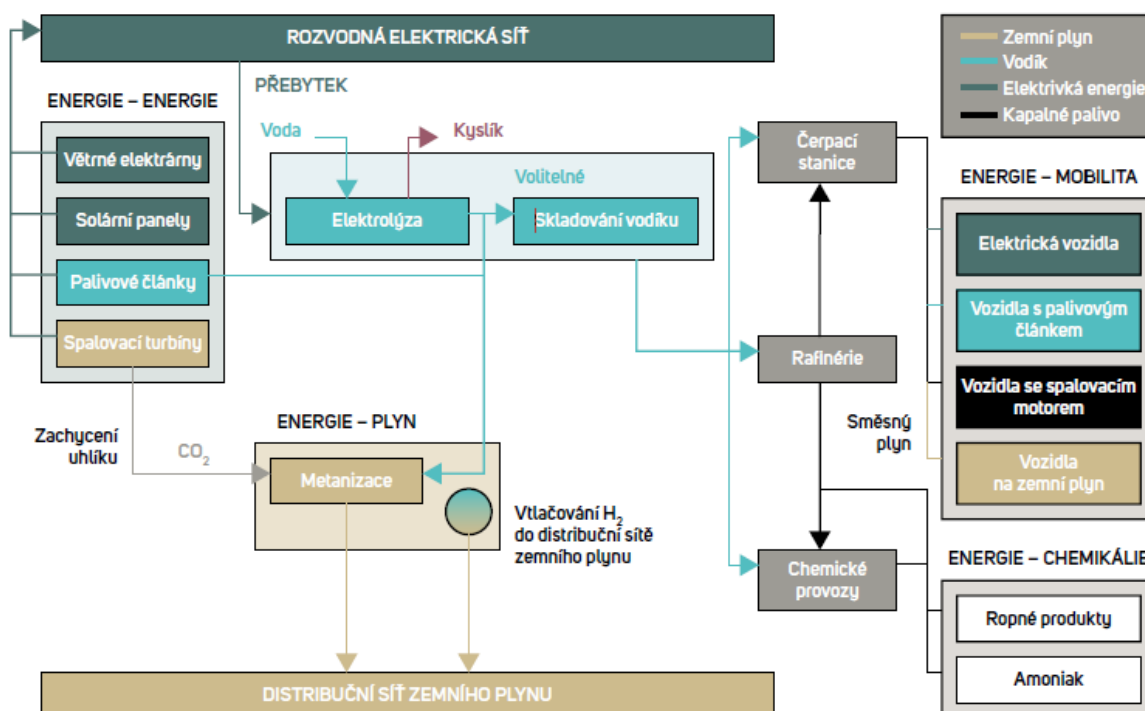 ROZVODNÁ ELEKTRICKÁ SÍŤ
PŘEBYTEK
ENERGIE – ENERGIE
Větrné elektrárny
Solární panely
Palivové články
Spalovací turbíny
Voda
Kyslík
Volitelné
Elektrolýza
Skladování vodíku
Zachycení
uhlíku
CO₂
ENERGIE – PLYN
Metanizace
Vtlačování H₂
do distribuční sítě
zemního plynu
DISTRIBUČNÍ SÍŤ ZEMNÍHO PLYNU
Čerpací
stanice
Rafinérie
Směsný
plyn
Chemické
provozy
Zemní plyn
Vodík
Elektrivká energie
Kapalné palivo
ENERGIE – MOBILITA
Elektrická vozidla
Vozidla s palivovým
článkem
Vozidla se spalovacím
motorem
Vozidla
na zemní plyn
ENERGIE – CHEMIKÁLIE
Ropné produkty
Amoniak